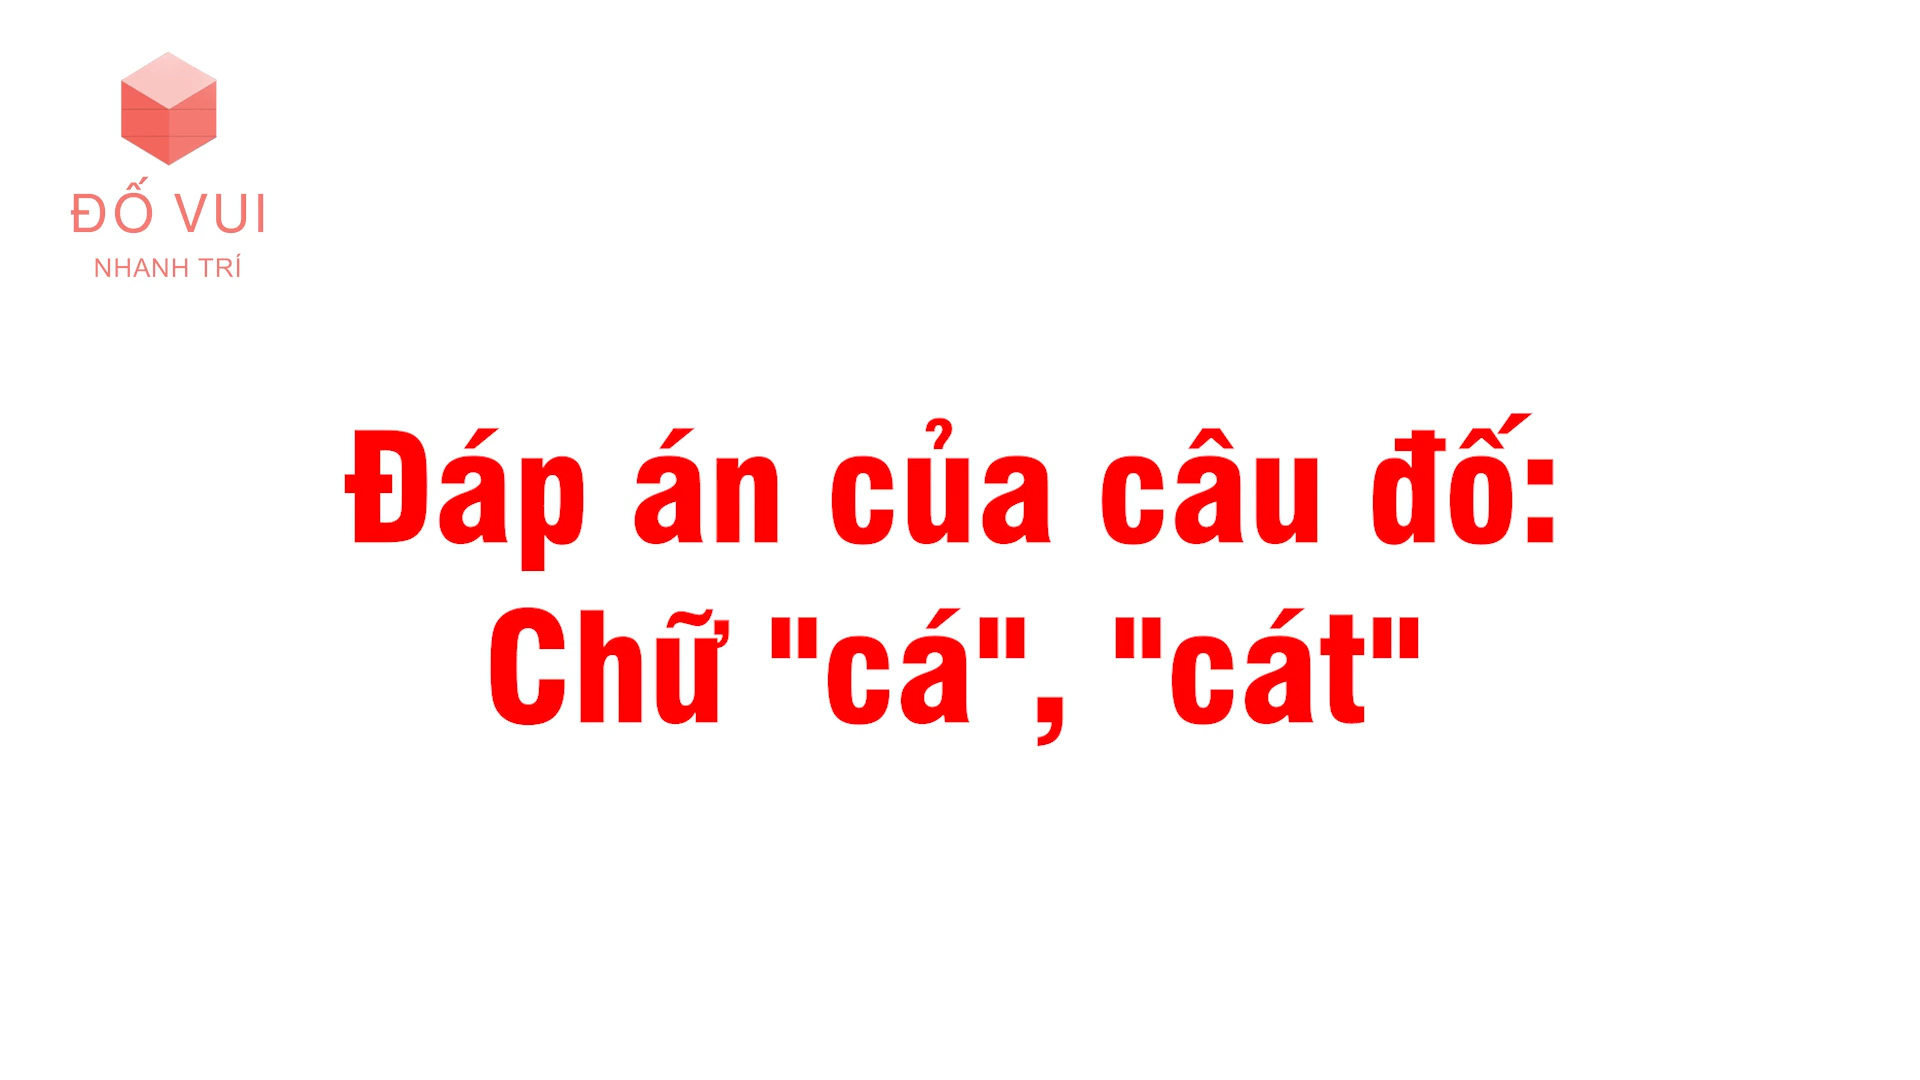 ĐỐ VUI
NHANH TRÍ
Đáp án của câu đố:
Chữ "cá", "cát"